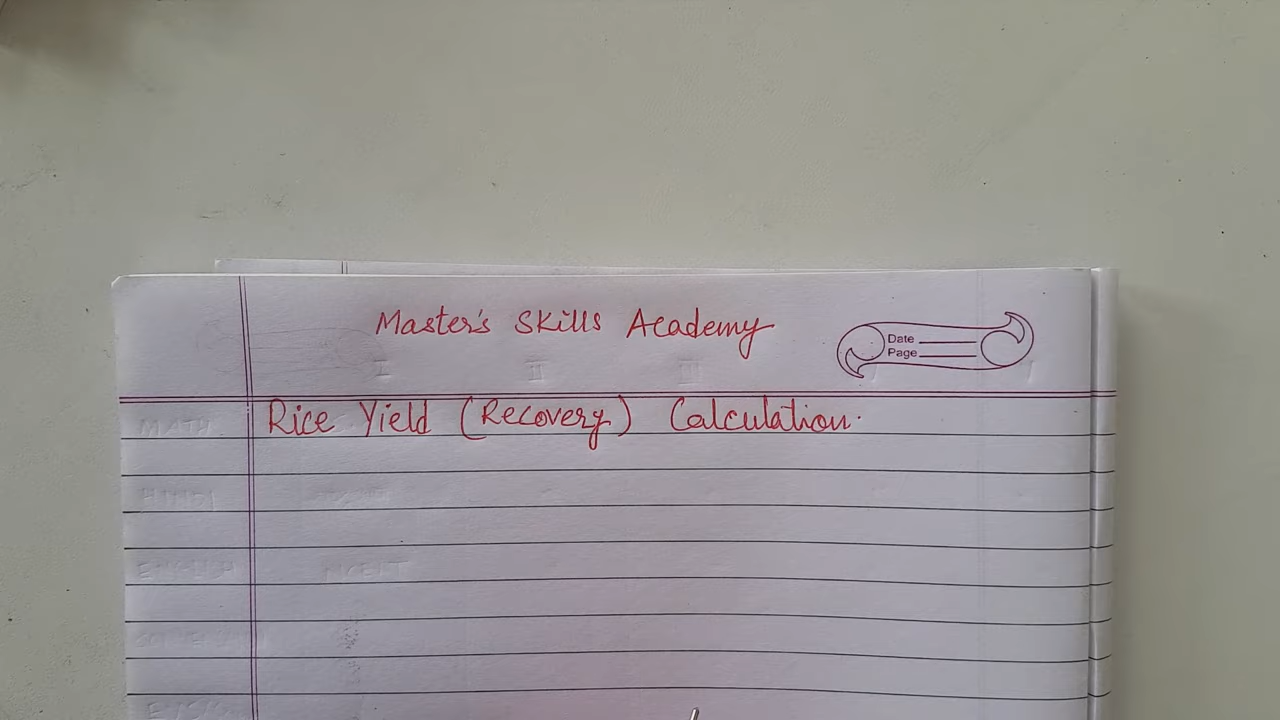 Master's Skills Academy
Date
Page
Rice Yield (Recovery) Calculation.